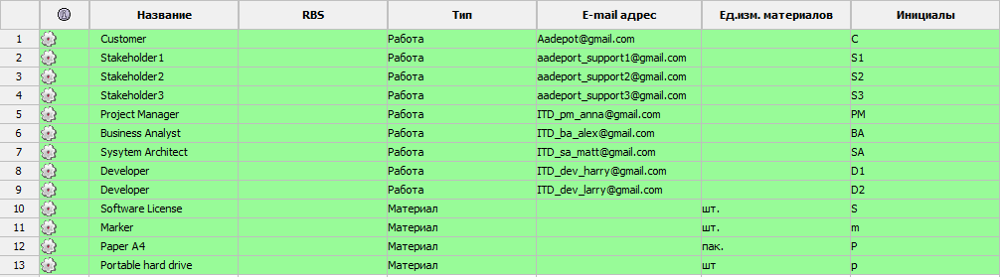 Название RBS Тип E-mail адрес Ед.изм. материалов Инициалы
1 Customer Работа Aadepot@gmail.com C
2 Stakeholder1 Работа aadeport_support1@gmail.com S1
3 Stakeholder2 Работа aadeport_support2@gmail.com S2
4 Stakeholder3 Работа aadeport_support3@gmail.com S3
5 Project Manager Работа ITD_pm_anna@gmail.com PM
6 Business Analyst Работа ITD_ba_alex@gmail.com BA
7 Sysytem Architect Работа ITD_sa_matt@gmail.com SA
8 Developer Работа ITD_dev_harry@gmail.com D1
9 Developer Работа ITD_dev_larry@gmail.com D2
10 Software License Материал шт. S
11 Marker Материал шт. m
12 Paper A4 Материал пак. P
13 Portable hard drive Материал шт p